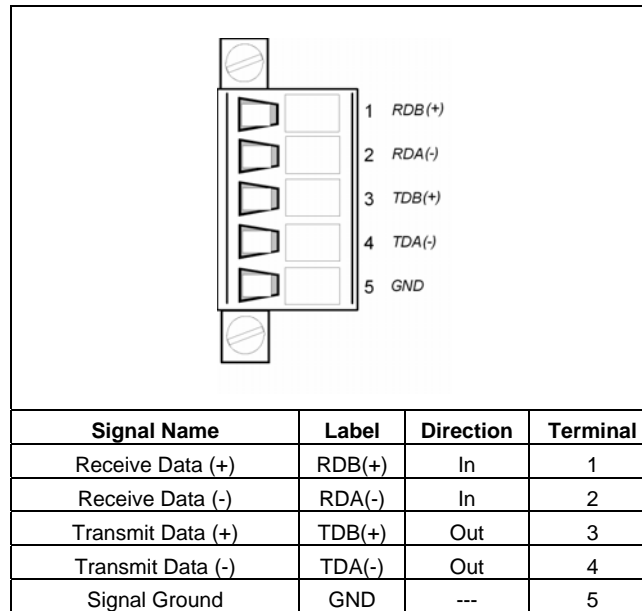 1 RDB(+)
2 RDA(-)
3 TDB(+)
4 TDA(-)
5 GND
Signal Name Label Direction Terminal
Receive Data (+) RDB(+) In 1
Receive Data (-) RDA(-) In 2
Transmit Data (+) TDB(+) Out 3
Transmit Data (-) TDA(-) Out 4
Signal Ground GND --- 5